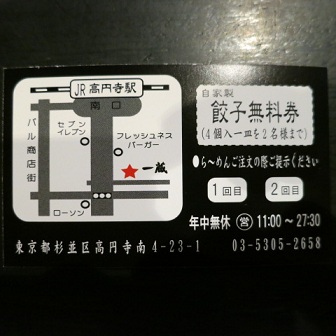 JR 高円寺駅
南口
セブン
イレブン
フレッシュネス
バーガー
パル商店街
一蔵
ローソン
自家製
餃子無料券
(4個入一皿を2名様まで)
●ら〜めんご注文の際ご提示ください
1回目
2回目
年中無休 営 11:00〜27:30
東京都杉並区高円寺南4-23-1 03-5305-2658